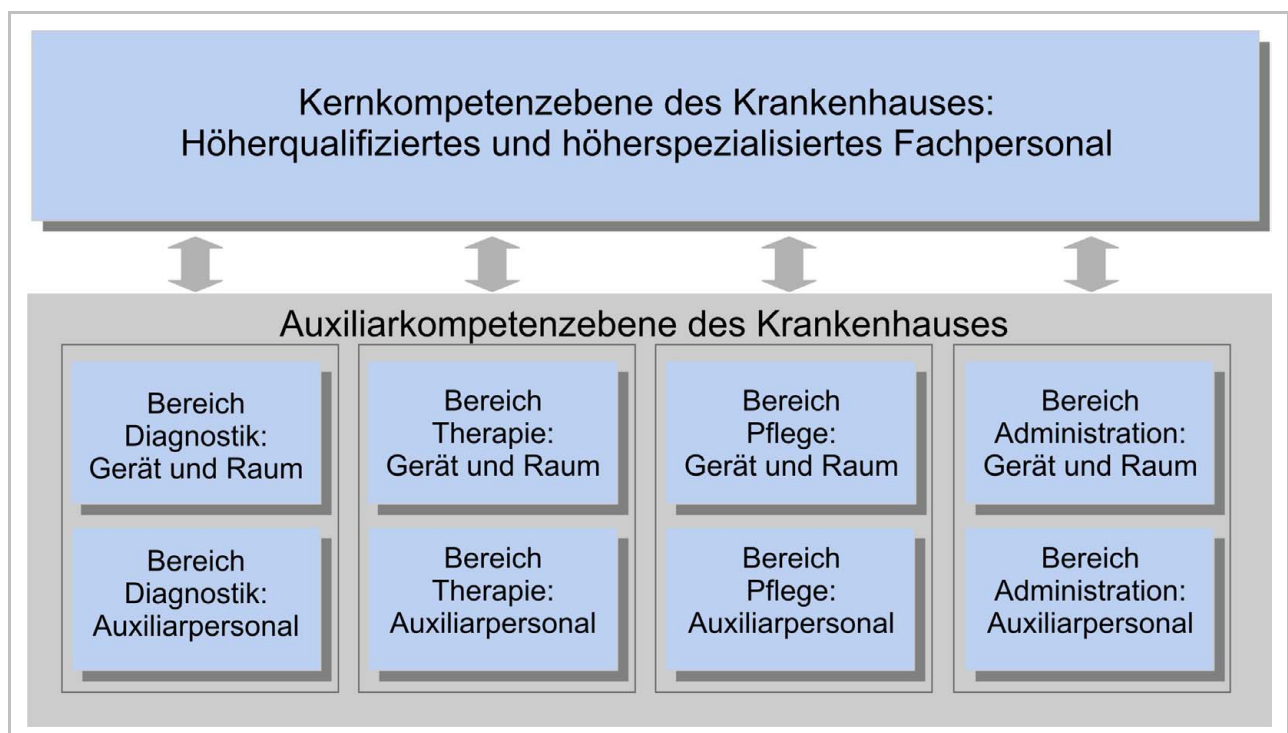 Kernkompetenzebene des Krankenhauses:
Höherqualifiziertes und höherspezialisiertes Fachpersonal
Auxiliarkompetenzebene des Krankenhauses
Bereich
Diagnostik:
Gerät und Raum
Bereich
Therapie:
Gerät und Raum
Bereich
Pflege:
Gerät und Raum
Bereich
Administration:
Gerät und Raum
Bereich
Diagnostik:
Auxiliarpersonal
Bereich
Therapie:
Auxiliarpersonal
Bereich
Pflege:
Auxiliarpersonal
Bereich
Administration:
Auxiliarpersonal